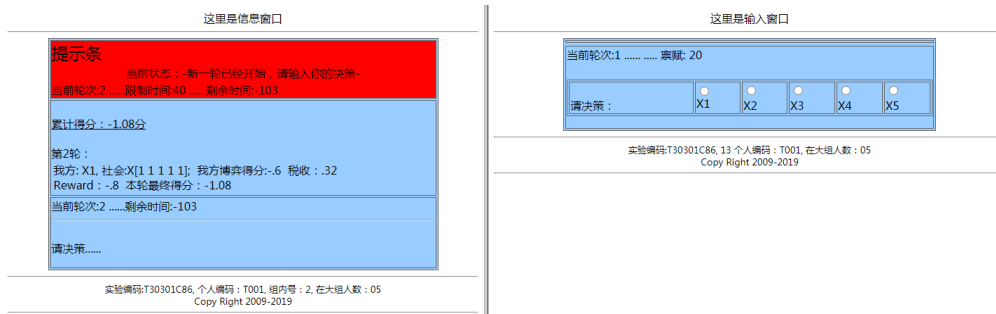 这里是信息窗口
提示条
当前状态：-新一轮已经开始，请输入你的决策-
当前轮次:2 ......限制时间:40 ..... 剩余时间:-103
累计得分：-1.08分
第2轮：
我方: X1, 社会:X[1 1 1 1 1]; 我方博弈得分:-.6 税收：.32
Reward：-.8 本轮最终得分：-1.08
当前轮次:2 ......剩余时间:-103
请决策......
实验编码:T30301C86, 个人编码：T001, 组内号：2, 在大组人数：05
Copy Right 2009-2019
这里是输入窗口
当前轮次:1 ...... ..... 禀赋: 20
请决策： X1 X2 X3 X4 X5
实验编码:T30301C86, 13 个人编码：T001, 在大组人数：05
Copy Right 2009-2019